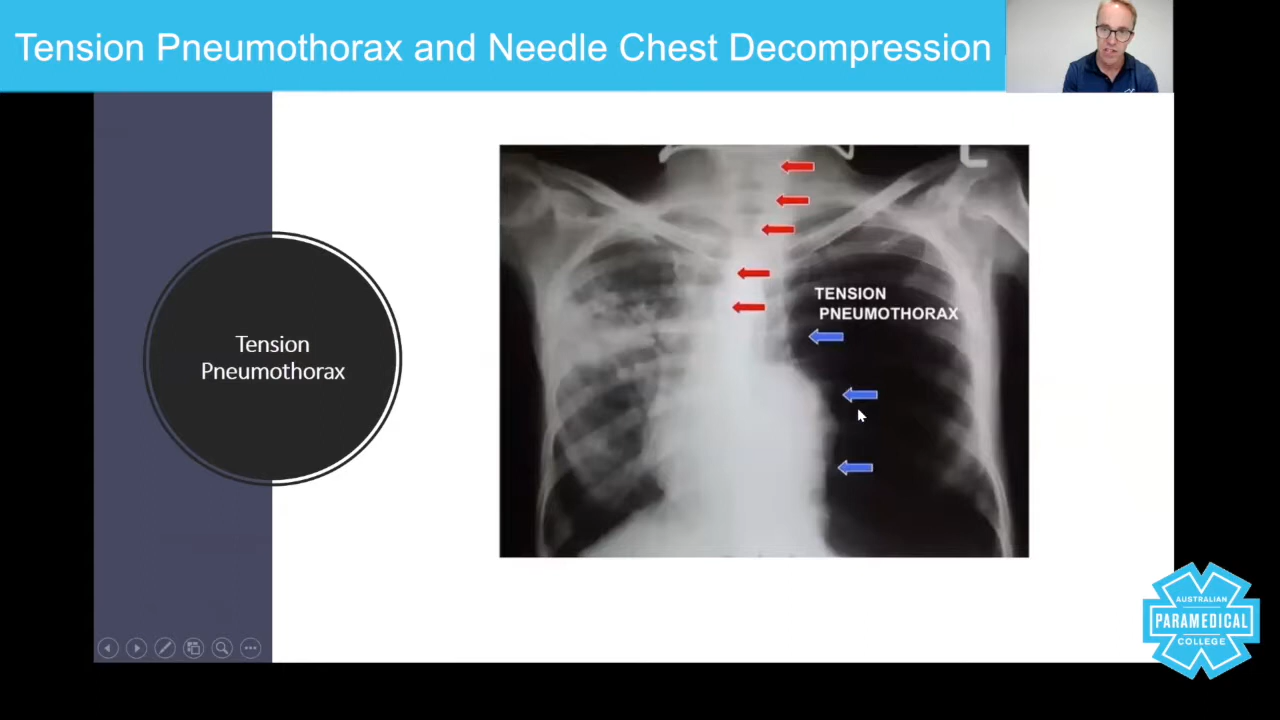 Tension Pneumothorax and Needle Chest Decompression
Tension
Pneumothorax
L
TENSION
PNEUMOTHORAX
AUSTRALIAN
PARAMEDICAL
COLLEGE